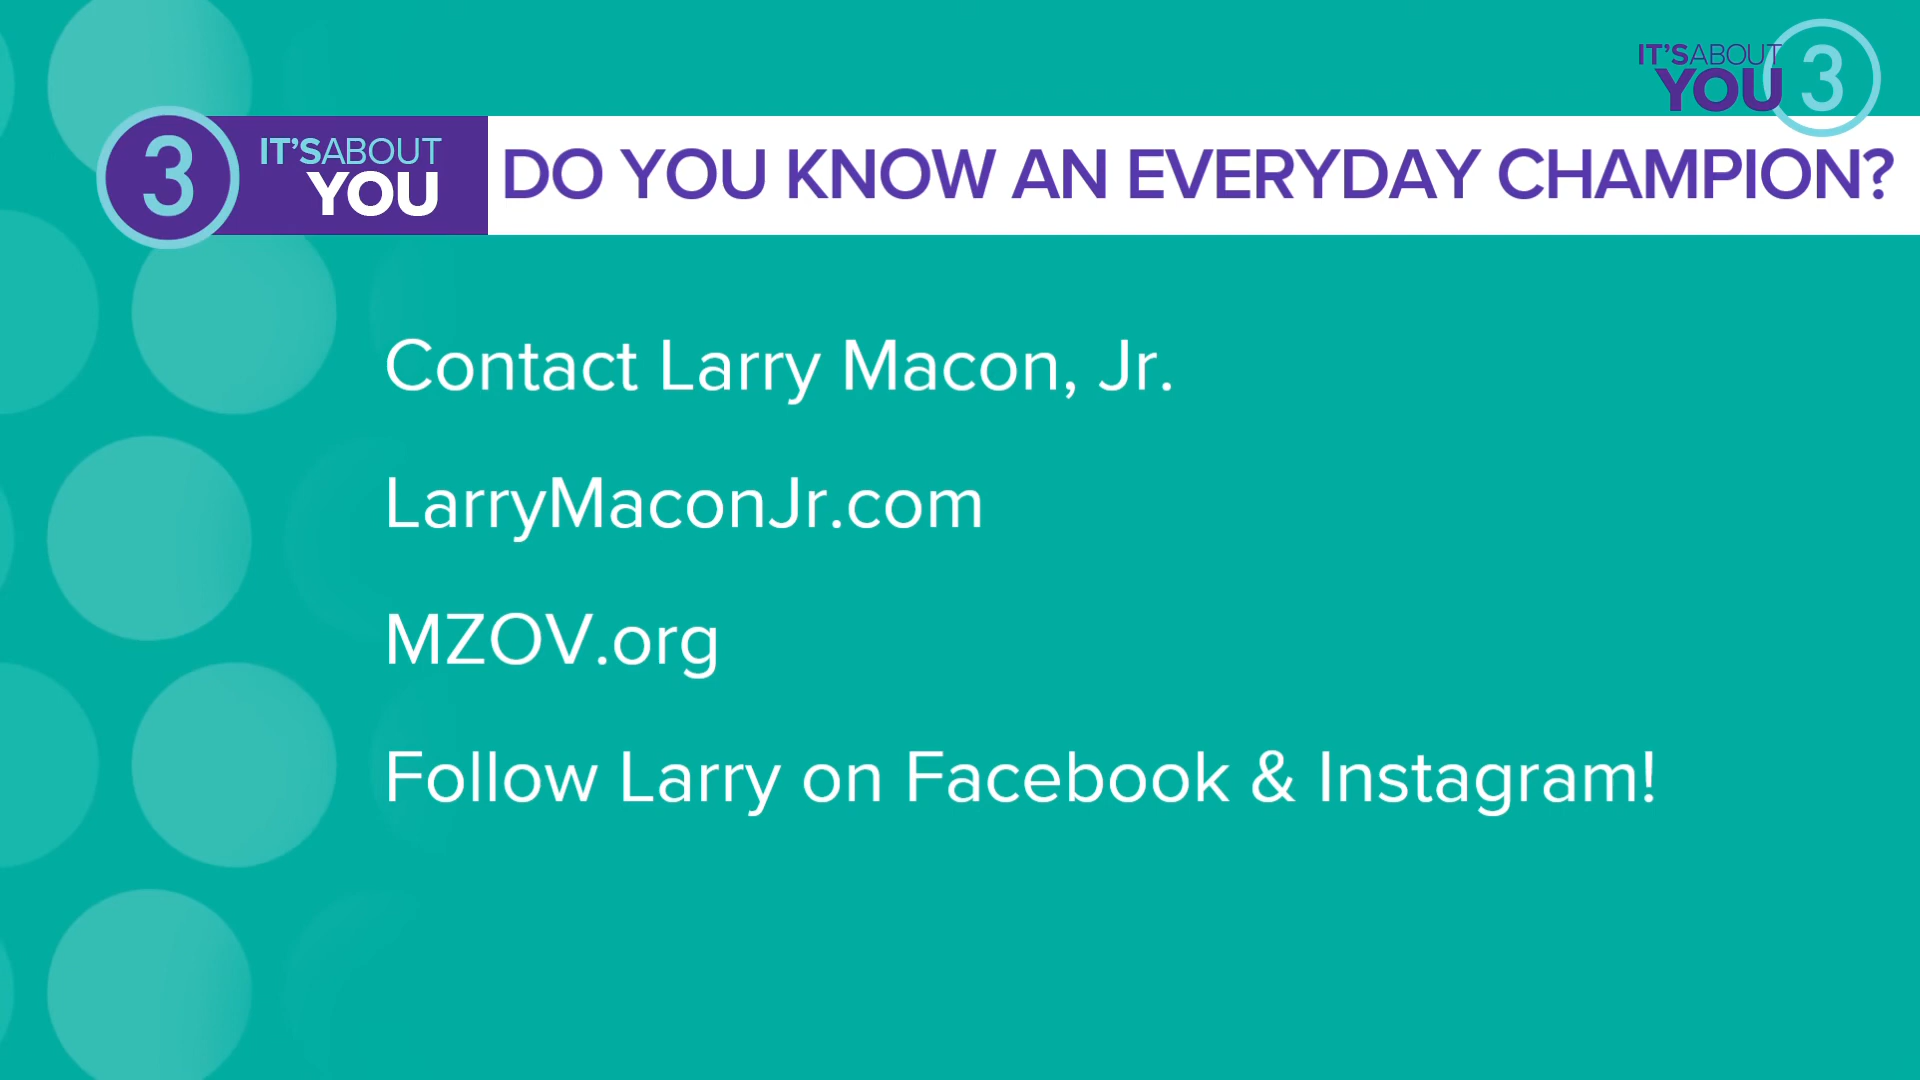 IT'S ABOUT
YOU 3
3 IT'S ABOUT
YOU
DO YOU KNOW AN EVERYDAY CHAMPION?
Contact Larry Macon, Jr.
LarryMaconJr.com
MZOV.org
Follow Larry on Facebook & Instagram!